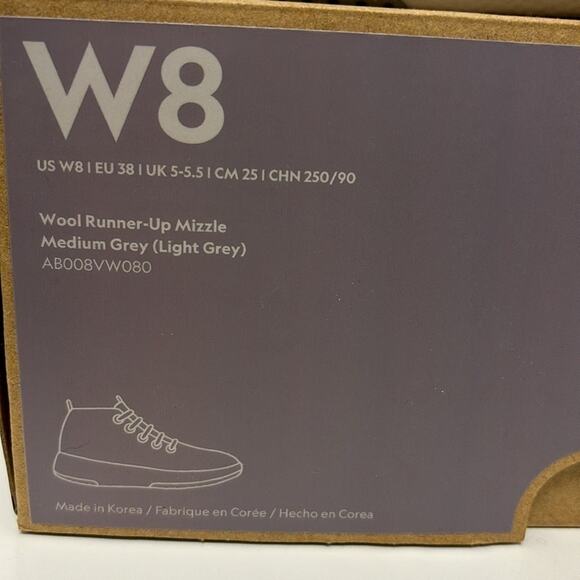 W8
US W8 | EU 38 | UK 5-5.5 | CM 25 | CHN 250/90
Wool Runner-Up Mizzle
Medium Grey (Light Grey)
AB008VW080
Made in Korea / Fabrique en Corée / Hecho en Corea